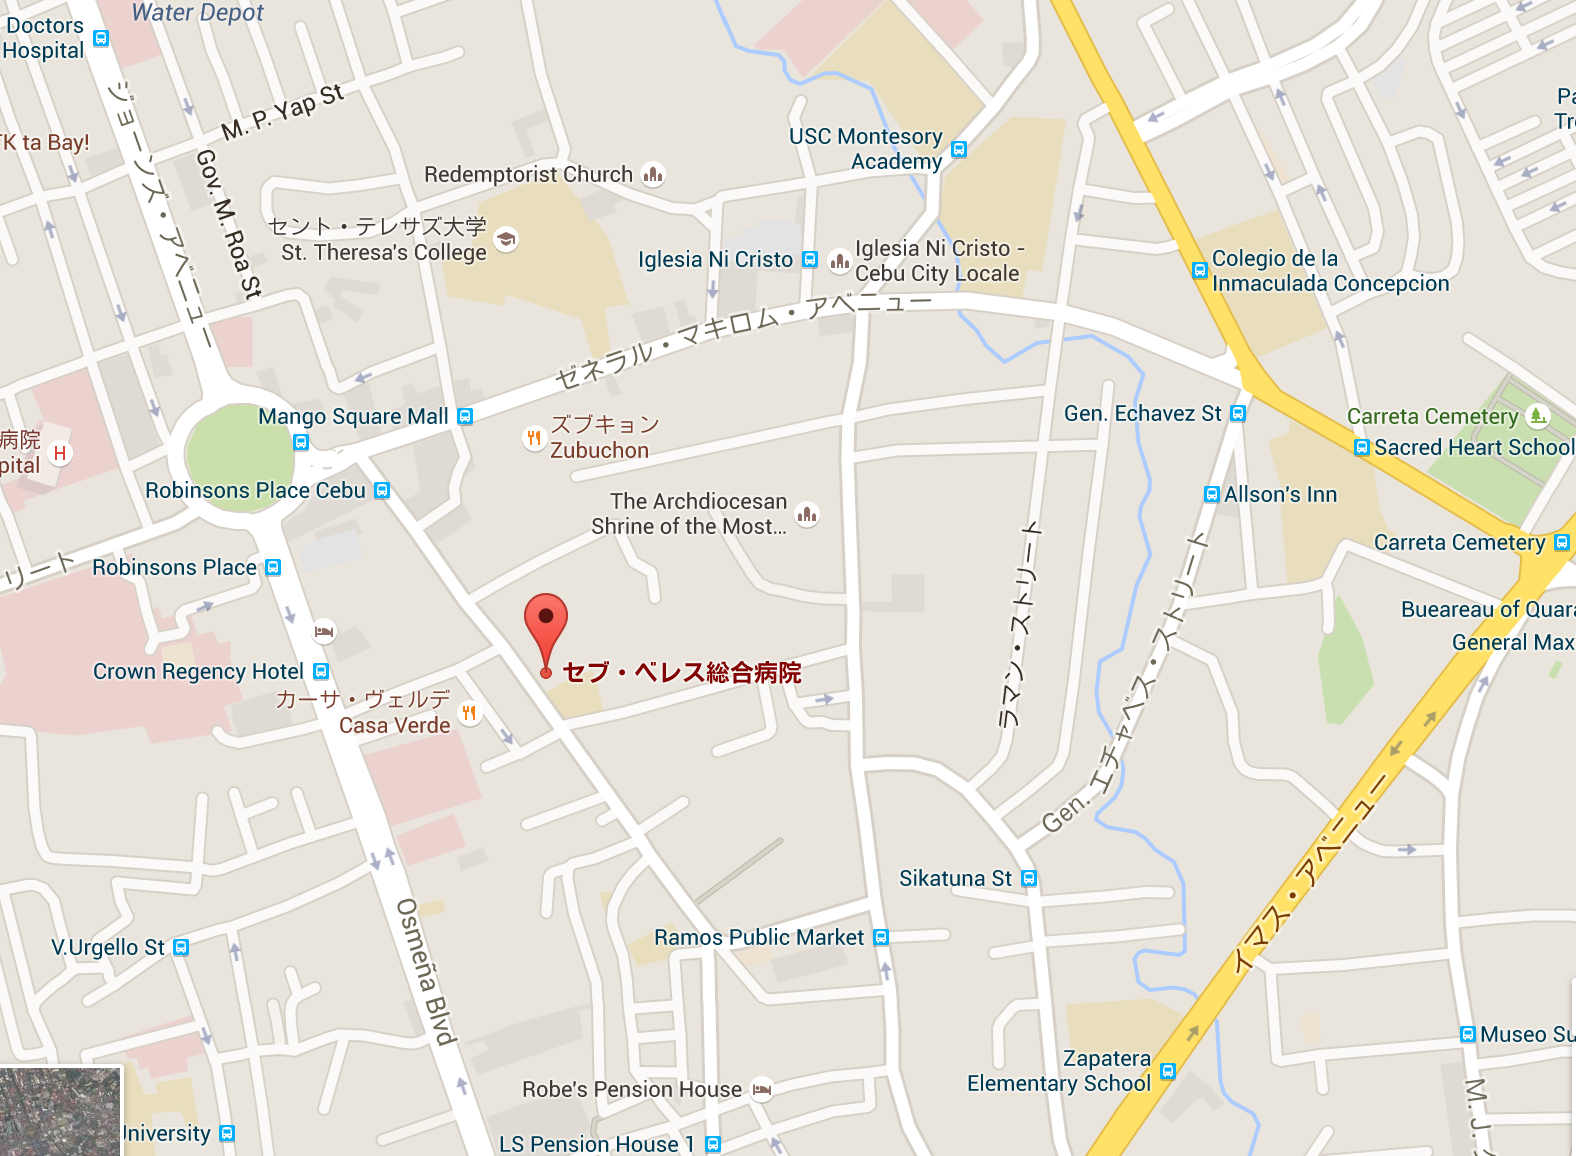 Water Depot
Doctors
Hospital
M. P. Yap St
ジョーンズ・アベニュー
TK ta Bay!
Gov. M. Roa St
USC Montesory
Academy
Redemptorist Church
セント・テレサズ大学
St. Theresa's College
Iglesia Ni Cristo
Iglesia Ni Cristo -
Cebu City Locale
Colegio de la
Inmaculada Concepcion
ゼネラル・マキロム・アベニュー
Mango Square Mall
ズブキョン
Zubuchon
Gen. Echavez St
Carreta Cemetery
Sacred Heart School
病院
pital
H
Robinsons Place Cebu
The Archdiocesan
Shrine of the Most...
Allson's Inn
Carreta Cemetery
リート
Robinsons Place
ラマン・ストリート
Gen. エチャベス・ストリート
Bueareau of Quara
General Max
Crown Regency Hotel
セブ・ベレス総合病院
カーサ・ヴェルデ
Casa Verde
イマス・アベニュー
Sikatuna St
Osmeña Blvd
Ramos Public Market
V.Urgello St
Museo Su
Zapatera
Elementary School
Robe's Pension House
M. J.
University
LS Pension House 1